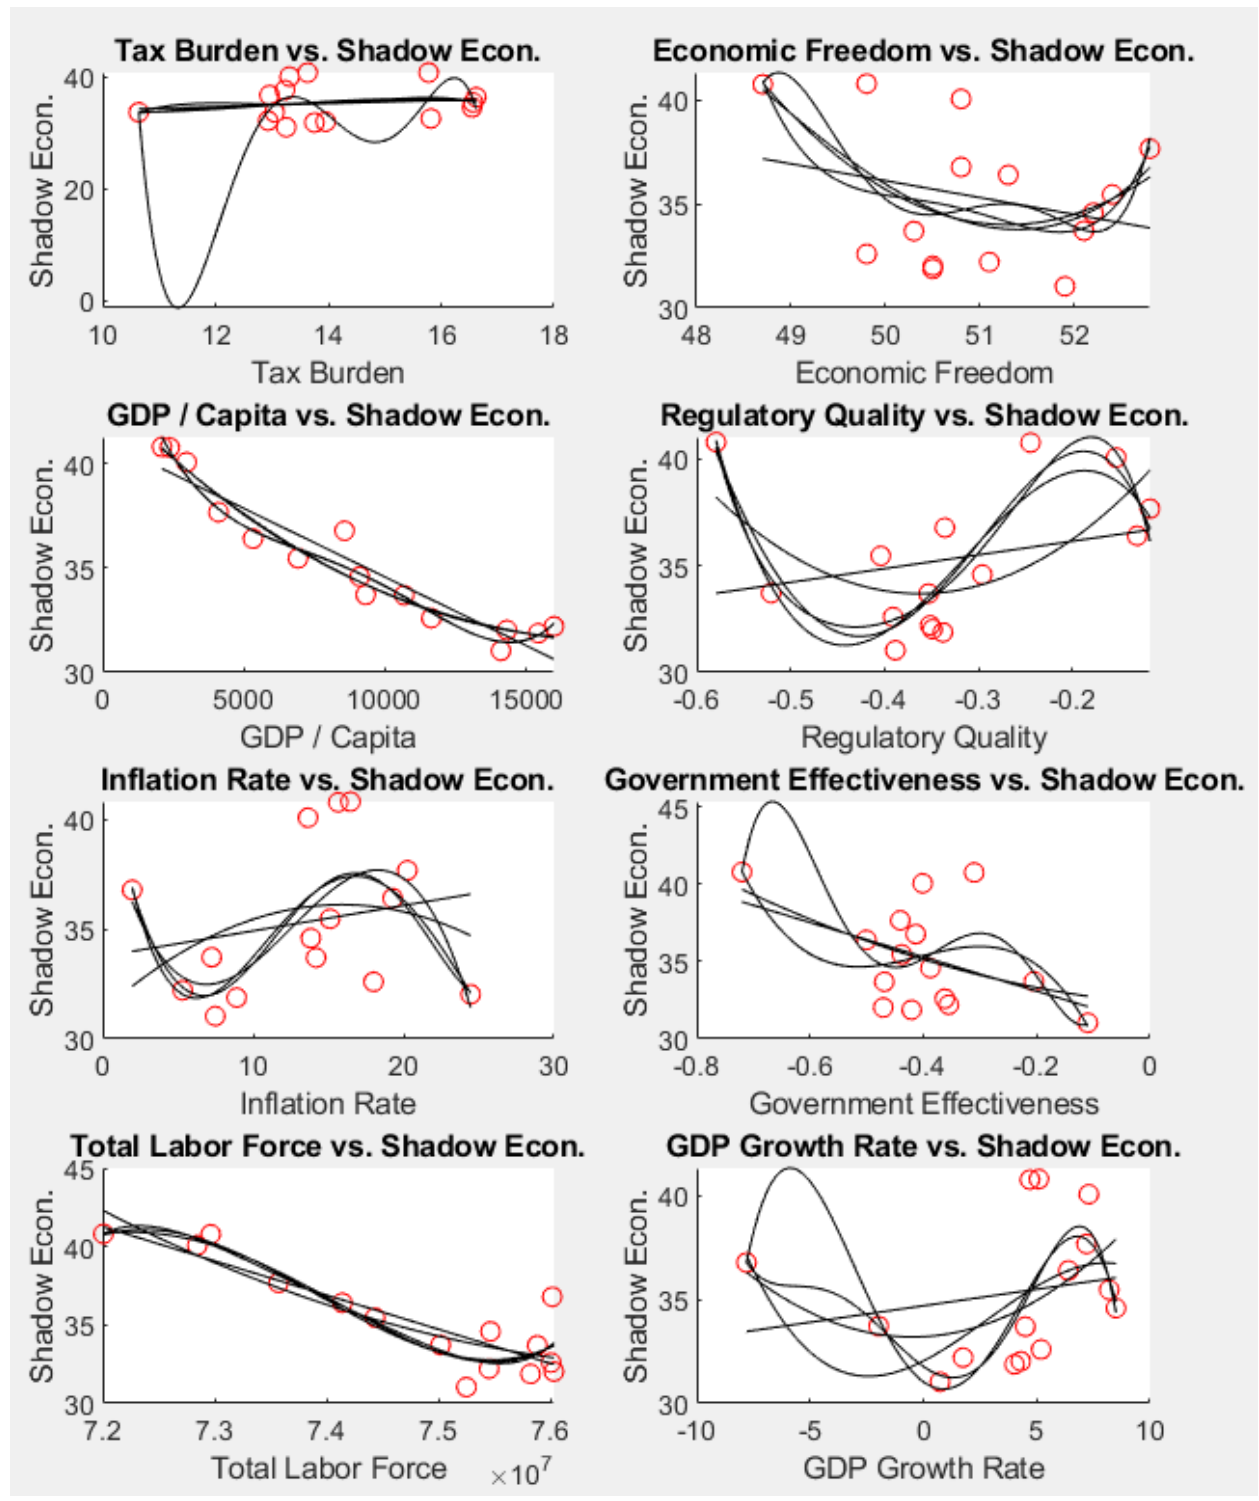 Tax Burden vs. Shadow Econ.
40
20
0
Shadow Econ.
10 12 14 16 18
Tax Burden
Economic Freedom vs. Shadow Econ.
40
35
30
Shadow Econ.
48 49 50 51 52
Economic Freedom
GDP / Capita vs. Shadow Econ.
40
35
30
Shadow Econ.
0 5000 10000 15000
GDP / Capita
Regulatory Quality vs. Shadow Econ.
40
35
30
Shadow Econ.
-0.6 -0.5 -0.4 -0.3 -0.2
Regulatory Quality
Inflation Rate vs. Shadow Econ.
40
35
30
Shadow Econ.
0 10 20 30
Inflation Rate
Government Effectiveness vs. Shadow Econ.
45
40
35
30
Shadow Econ.
-0.8 -0.6 -0.4 -0.2 0
Government Effectiveness
Total Labor Force vs. Shadow Econ.
45
40
35
30
Shadow Econ.
7.2 7.3 7.4 7.5 7.6
Total Labor Force ×10⁷
GDP Growth Rate vs. Shadow Econ.
40
35
30
Shadow Econ.
-10 -5 0 5 10
GDP Growth Rate